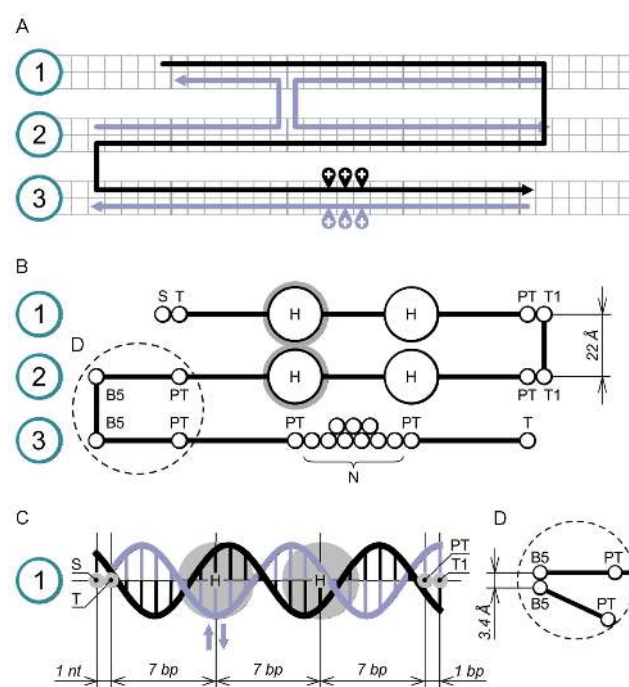 A
1
2
3
B
S T PT T1
1 H H
22 Å
D
2 H H
B5 PT PT T1
B5 PT PT PT T
3
N
C D
S PT
1 H H T1 B5 PT
T B5 PT
3.4 Å
1 nt 7 bp 7 bp 7 bp 1 bp